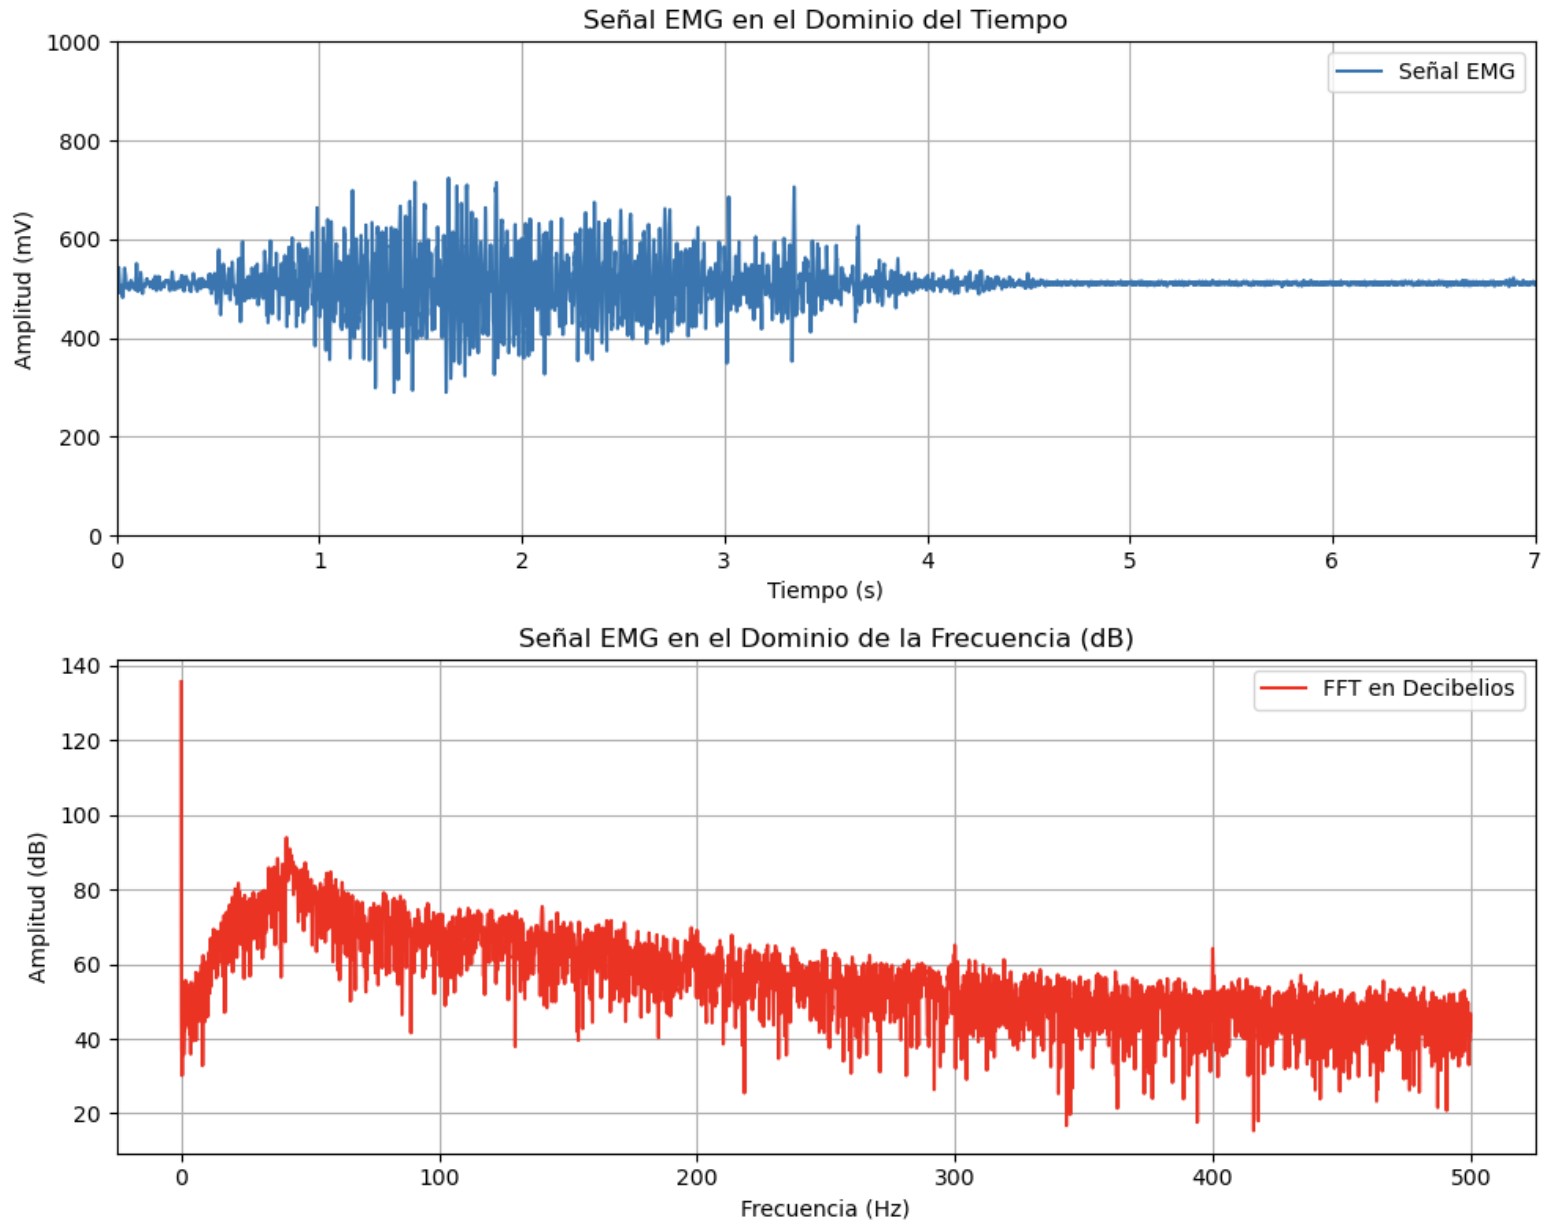 Señal EMG en el Dominio del Tiempo
1000
800
600
400
200
0
Amplitud (mV)
Señal EMG
0 1 2 3 4 5 6 7
Tiempo (s)
Señal EMG en el Dominio de la Frecuencia (dB)
140
120
100
80
60
40
20
Amplitud (dB)
FFT en Decibelios
0 100 200 300 400 500
Frecuencia (Hz)